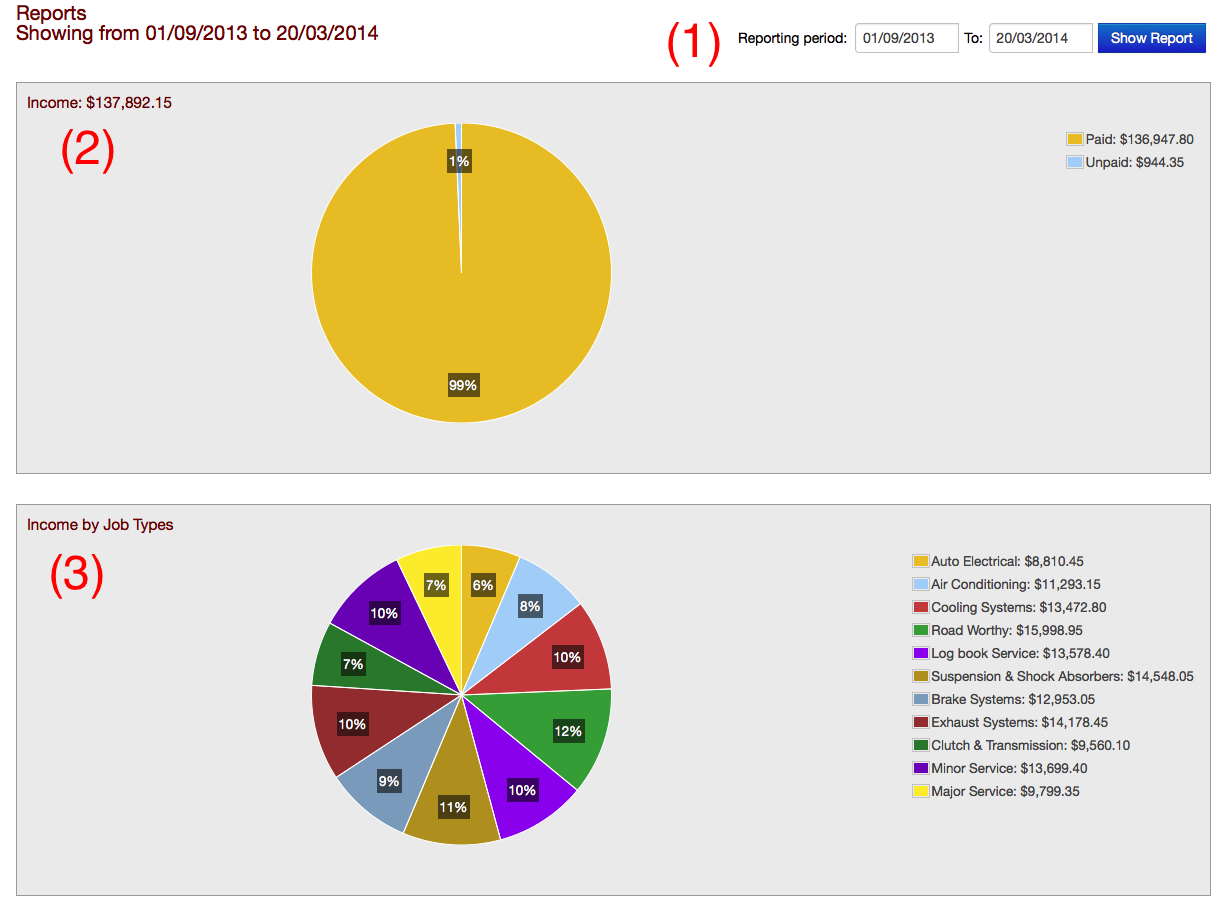 Reports
Showing from 01/09/2013 to 20/03/2014
(1)
Reporting period: 01/09/2013 To: 20/03/2014 Show Report
Income: $137,892.15
(2)
1%
99%
Paid: $136,947.80
Unpaid: $944.35
Income by Job Types
(3)
7%
6%
8%
10%
10%
7%
10%
12%
9%
10%
11%
Auto Electrical: $8,810.45
Air Conditioning: $11,293.15
Cooling Systems: $13,472.80
Road Worthy: $15,998.95
Log book Service: $13,578.40
Suspension & Shock Absorbers: $14,548.05
Brake Systems: $12,953.05
Exhaust Systems: $14,178.45
Clutch & Transmission: $9,560.10
Minor Service: $13,699.40
Major Service: $9,799.35